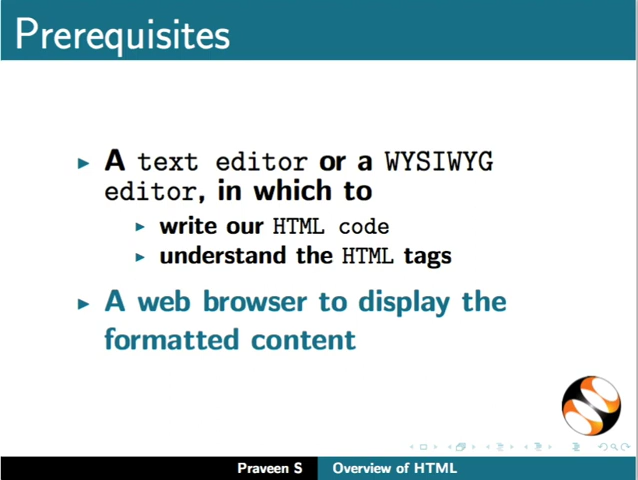 Prerequisites
A text editor or a WYSIWYG
editor, in which to
write our HTML code
understand the HTML tags
A web browser to display the
formatted content
Praveen S Overview of HTML